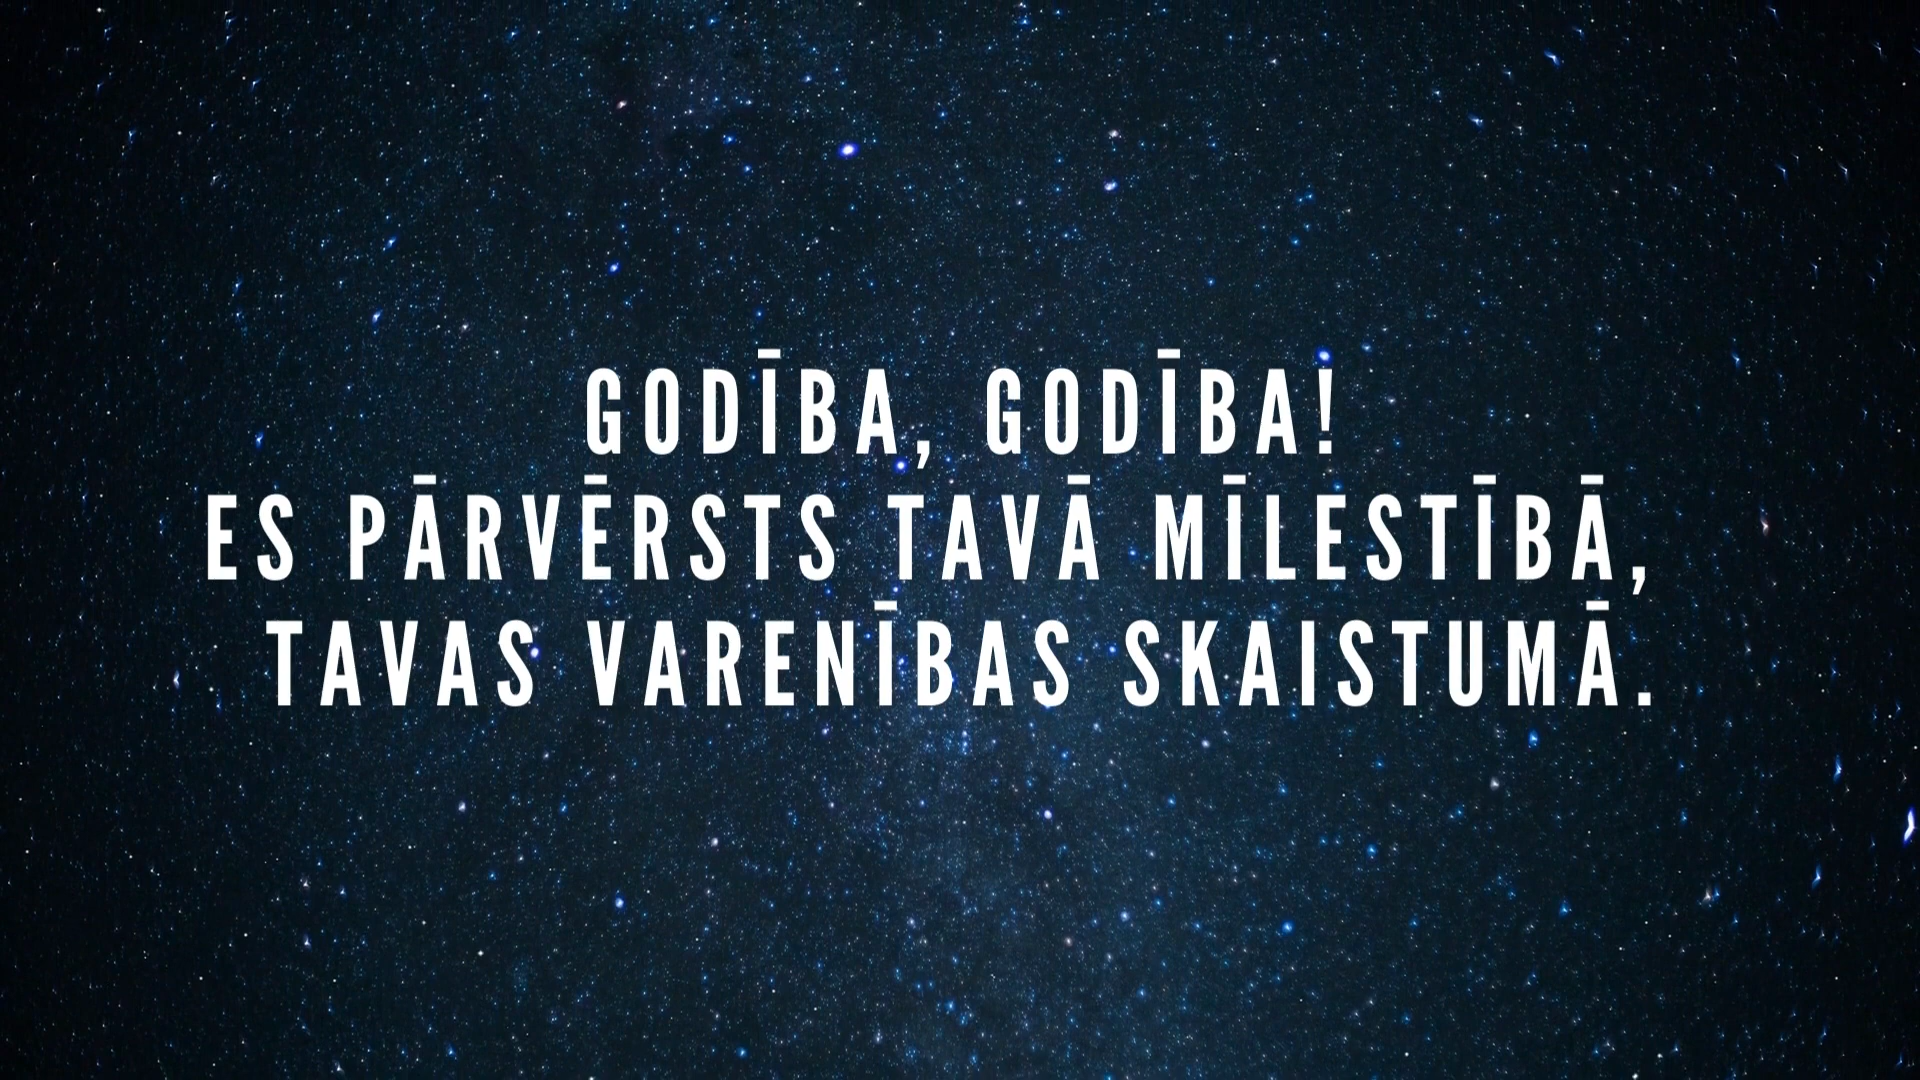 GODĪBA, GODĪBA!
ES PĀRVĒRSTS TAVĀ MĪLESTĪBĀ,
TAVAS VARENĪBAS SKAISTUMĀ.